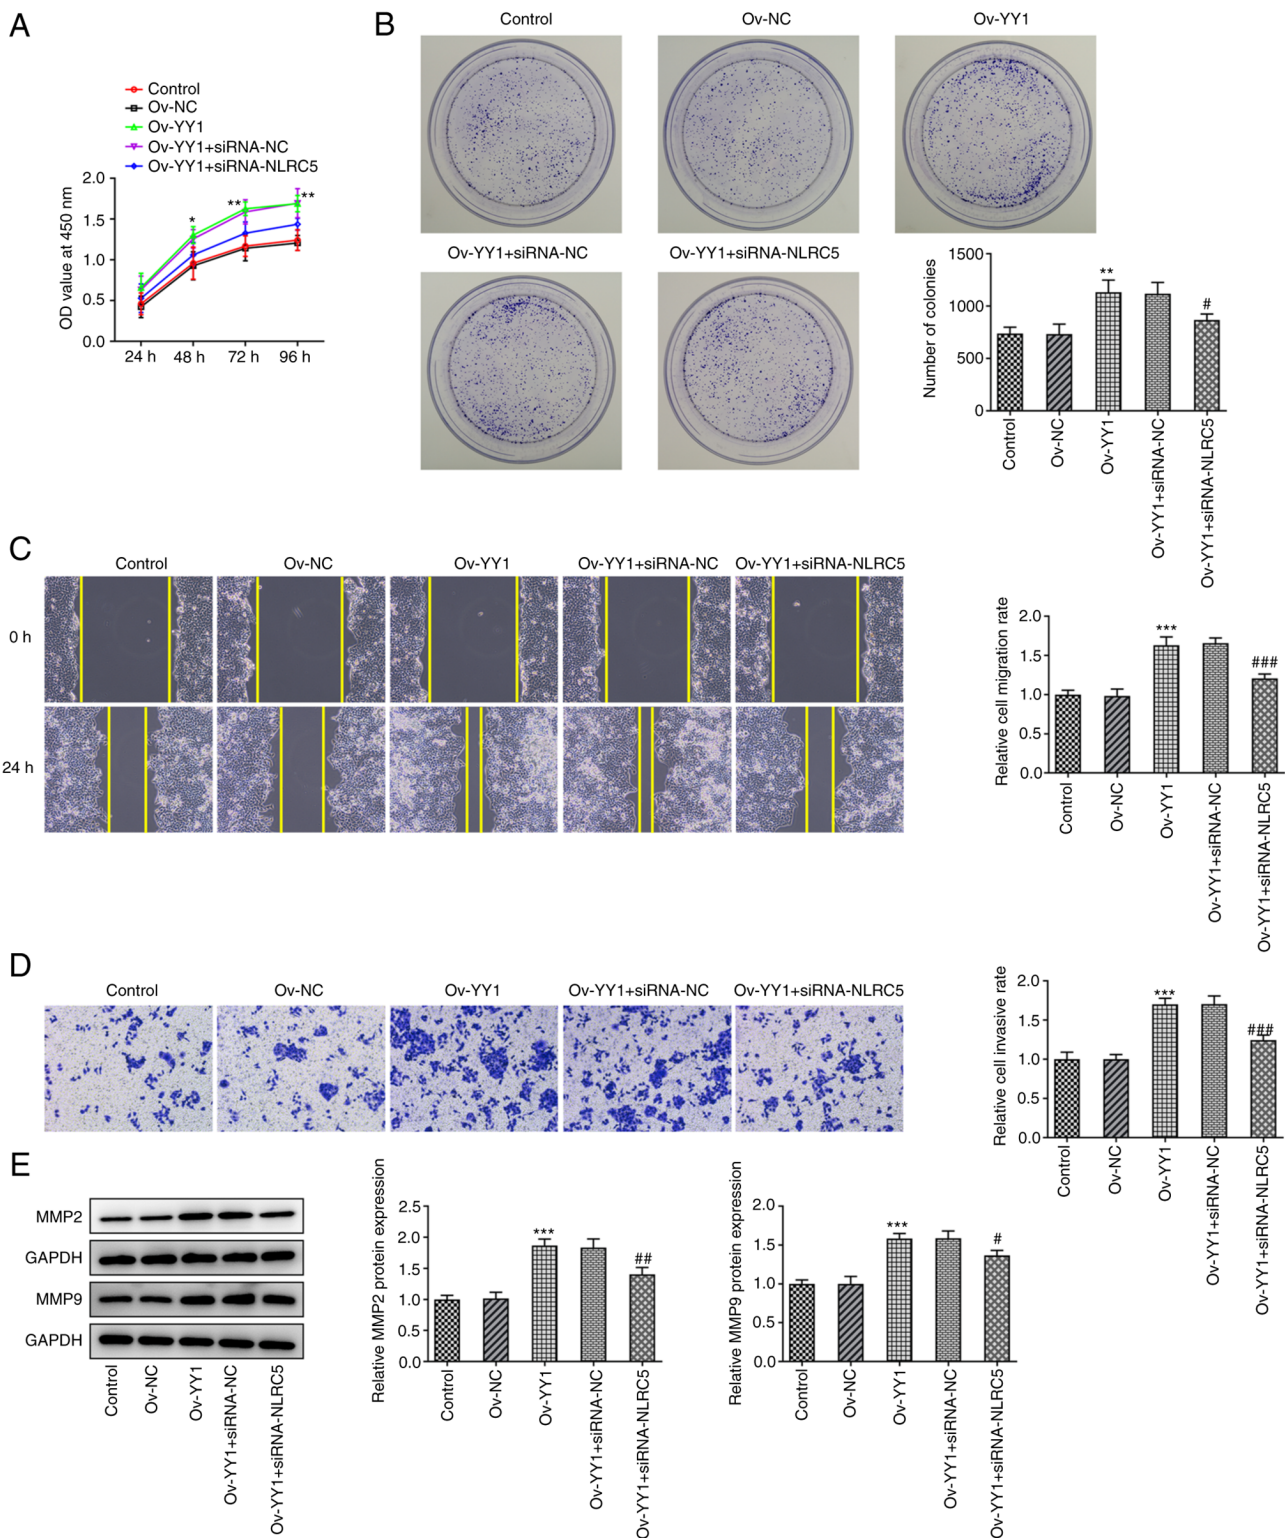 A
Control
Ov-NC
Ov-YY1
Ov-YY1+siRNA-NC
Ov-YY1+siRNA-NLRC5
OD value at 450 nm
2.0
1.5
1.0
0.5
0.0
*
**
**
24 h 48 h 72 h 96 h
B
Control Ov-NC Ov-YY1
Ov-YY1+siRNA-NC Ov-YY1+siRNA-NLRC5
Number of colonies
1500
1000
500
0
**
#
Control
Ov-NC
Ov-YY1
Ov-YY1+siRNA-NC
Ov-YY1+siRNA-NLRC5
C
Control Ov-NC Ov-YY1 Ov-YY1+siRNA-NC Ov-YY1+siRNA-NLRC5
0 h
24 h
Relative cell migration rate
2.0
1.5
1.0
0.5
0.0
***
###
Control
Ov-NC
Ov-YY1
Ov-YY1+siRNA-NC
Ov-YY1+siRNA-NLRC5
D
Control Ov-NC Ov-YY1 Ov-YY1+siRNA-NC Ov-YY1+siRNA-NLRC5
Relative cell invasive rate
2.0
1.5
1.0
0.5
0.0
***
###
Control
Ov-NC
Ov-YY1
Ov-YY1+siRNA-NC
Ov-YY1+siRNA-NLRC5
E
MMP2
GAPDH
MMP9
GAPDH
Control
Ov-NC
Ov-YY1
Ov-YY1+siRNA-NC
Ov-YY1+siRNA-NLRC5
Relative MMP2 protein expression
2.5
2.0
1.5
1.0
0.5
0.0
***
##
Control
Ov-NC
Ov-YY1
Ov-YY1+siRNA-NC
Ov-YY1+siRNA-NLRC5
Relative MMP9 protein expression
2.0
1.5
1.0
0.5
0.0
***
#
Control
Ov-NC
Ov-YY1
Ov-YY1+siRNA-NC
Ov-YY1+siRNA-NLRC5